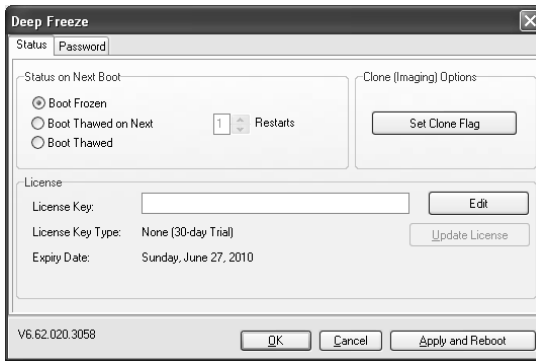 Deep Freeze
Status Password
Status on Next Boot
Boot Frozen
Boot Thawed on Next 1 Restarts
Boot Thawed
Clone (Imaging) Options
Set Clone Flag
License
License Key: Edit
License Key Type: None (30-day Trial) Update License
Expiry Date: Sunday, June 27, 2010
V6.62.020.3058 OK Cancel Apply and Reboot